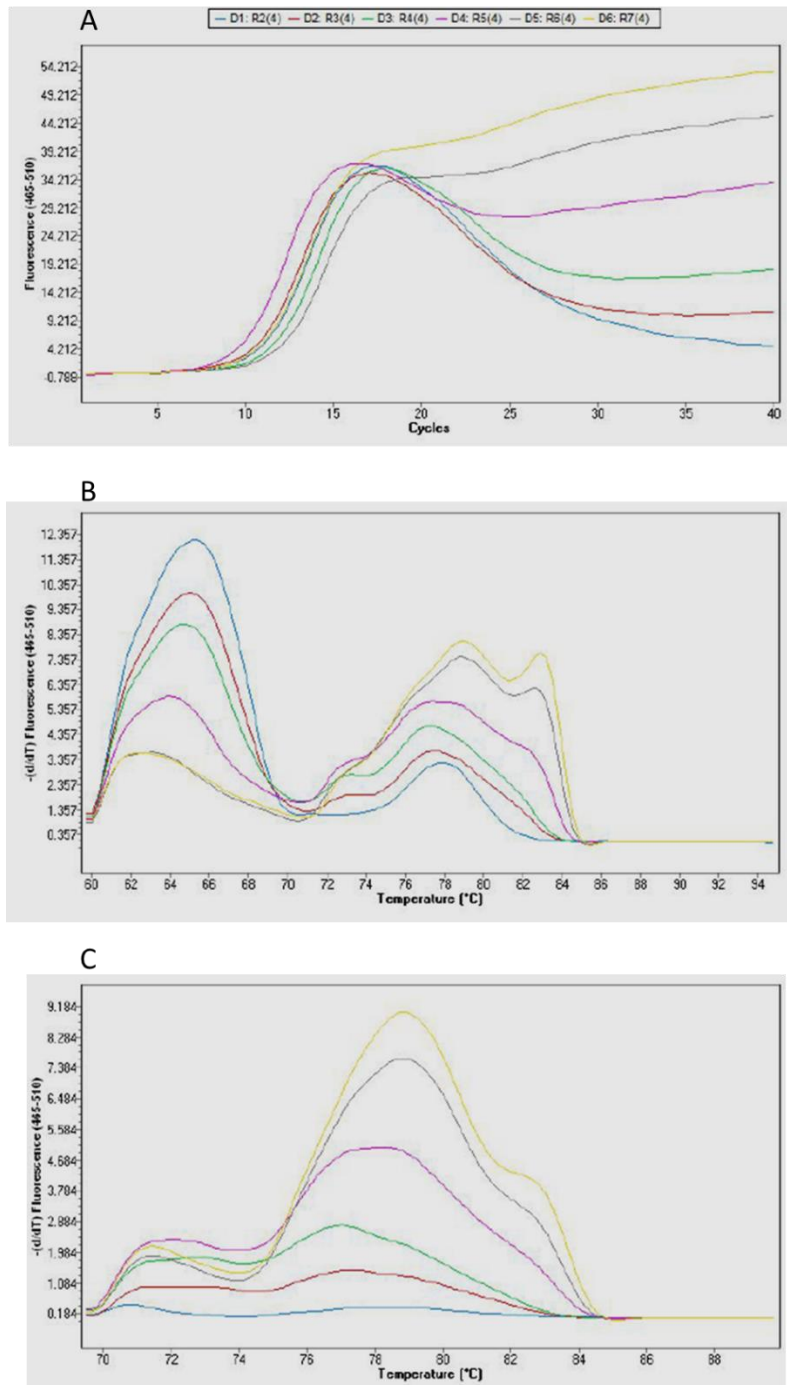 A
D1: R2(4) D2: R3(4) D3: R4(4) D4: R5(4) D5: R6(4) D6: R7(4)
54.212
49.212
44.212
39.212
34.212
29.212
24.212
19.212
14.212
9.212
4.212
-0.788
Fluorescence (465-510)
5 10 15 20 25 30 35 40
Cycles
B
12.357
11.357
10.357
9.357
8.357
7.357
6.357
5.357
4.357
3.357
2.357
1.357
0.357
-(d/dT) Fluorescence (465-510)
60 62 64 66 68 70 72 74 76 78 80 82 84 86 88 90 92 94
Temperature (°C)
C
9.184
8.284
7.384
6.484
5.584
4.684
3.784
2.884
1.984
1.084
0.184
-(d/dT) Fluorescence (465-510)
70 72 74 76 78 80 82 84 86 88
Temperature (°C)